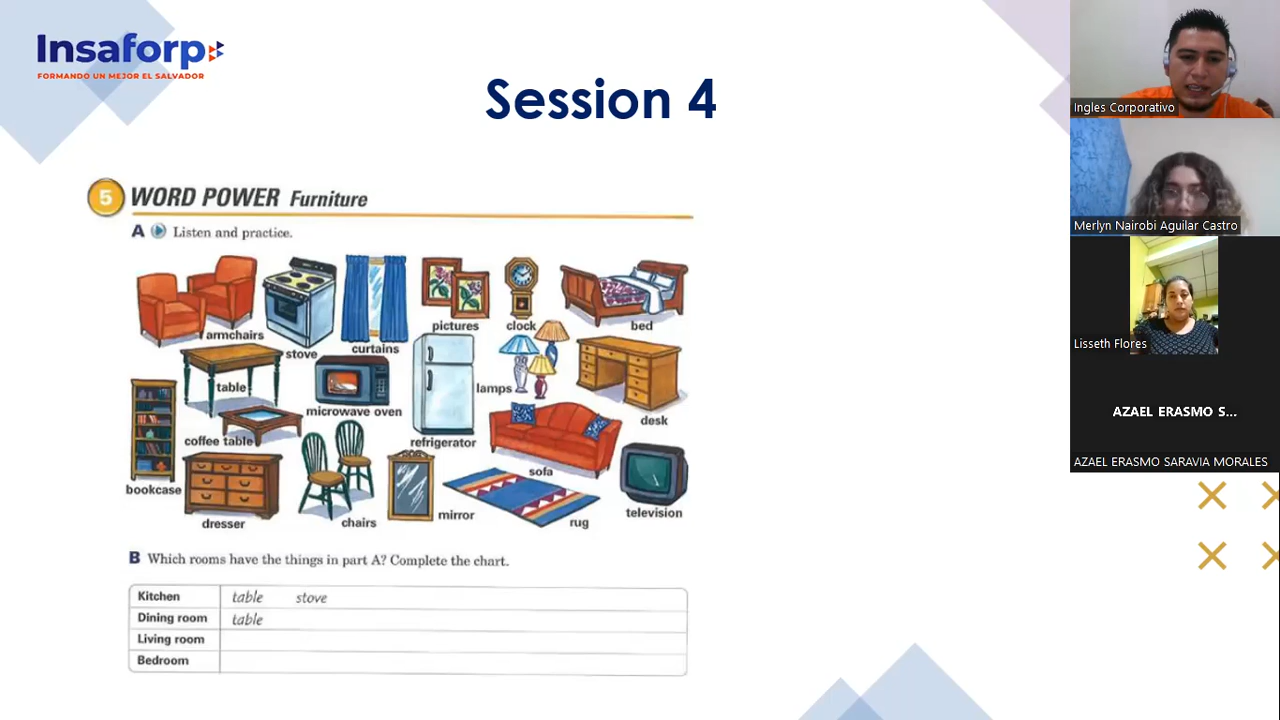 Insaforp
FORMANDO UN MEJOR EL SALVADOR
Session 4
5 WORD POWER Furniture
A Listen and practice.
armchairs
stove
curtains
pictures
clock
bed
table
microwave oven
refrigerator
lamps
desk
bookcase
coffee table
dresser
chairs
mirror
sofa
rug
television
B Which rooms have the things in part A? Complete the chart.
Kitchen table stove
Dining room table
Living room
Bedroom
Ingles Corporativo
Merlyn Nairobi Aguilar Castro
Lisseth Flores
AZAEL ERASMO S...
AZAEL ERASMO SARAVIA MORALES